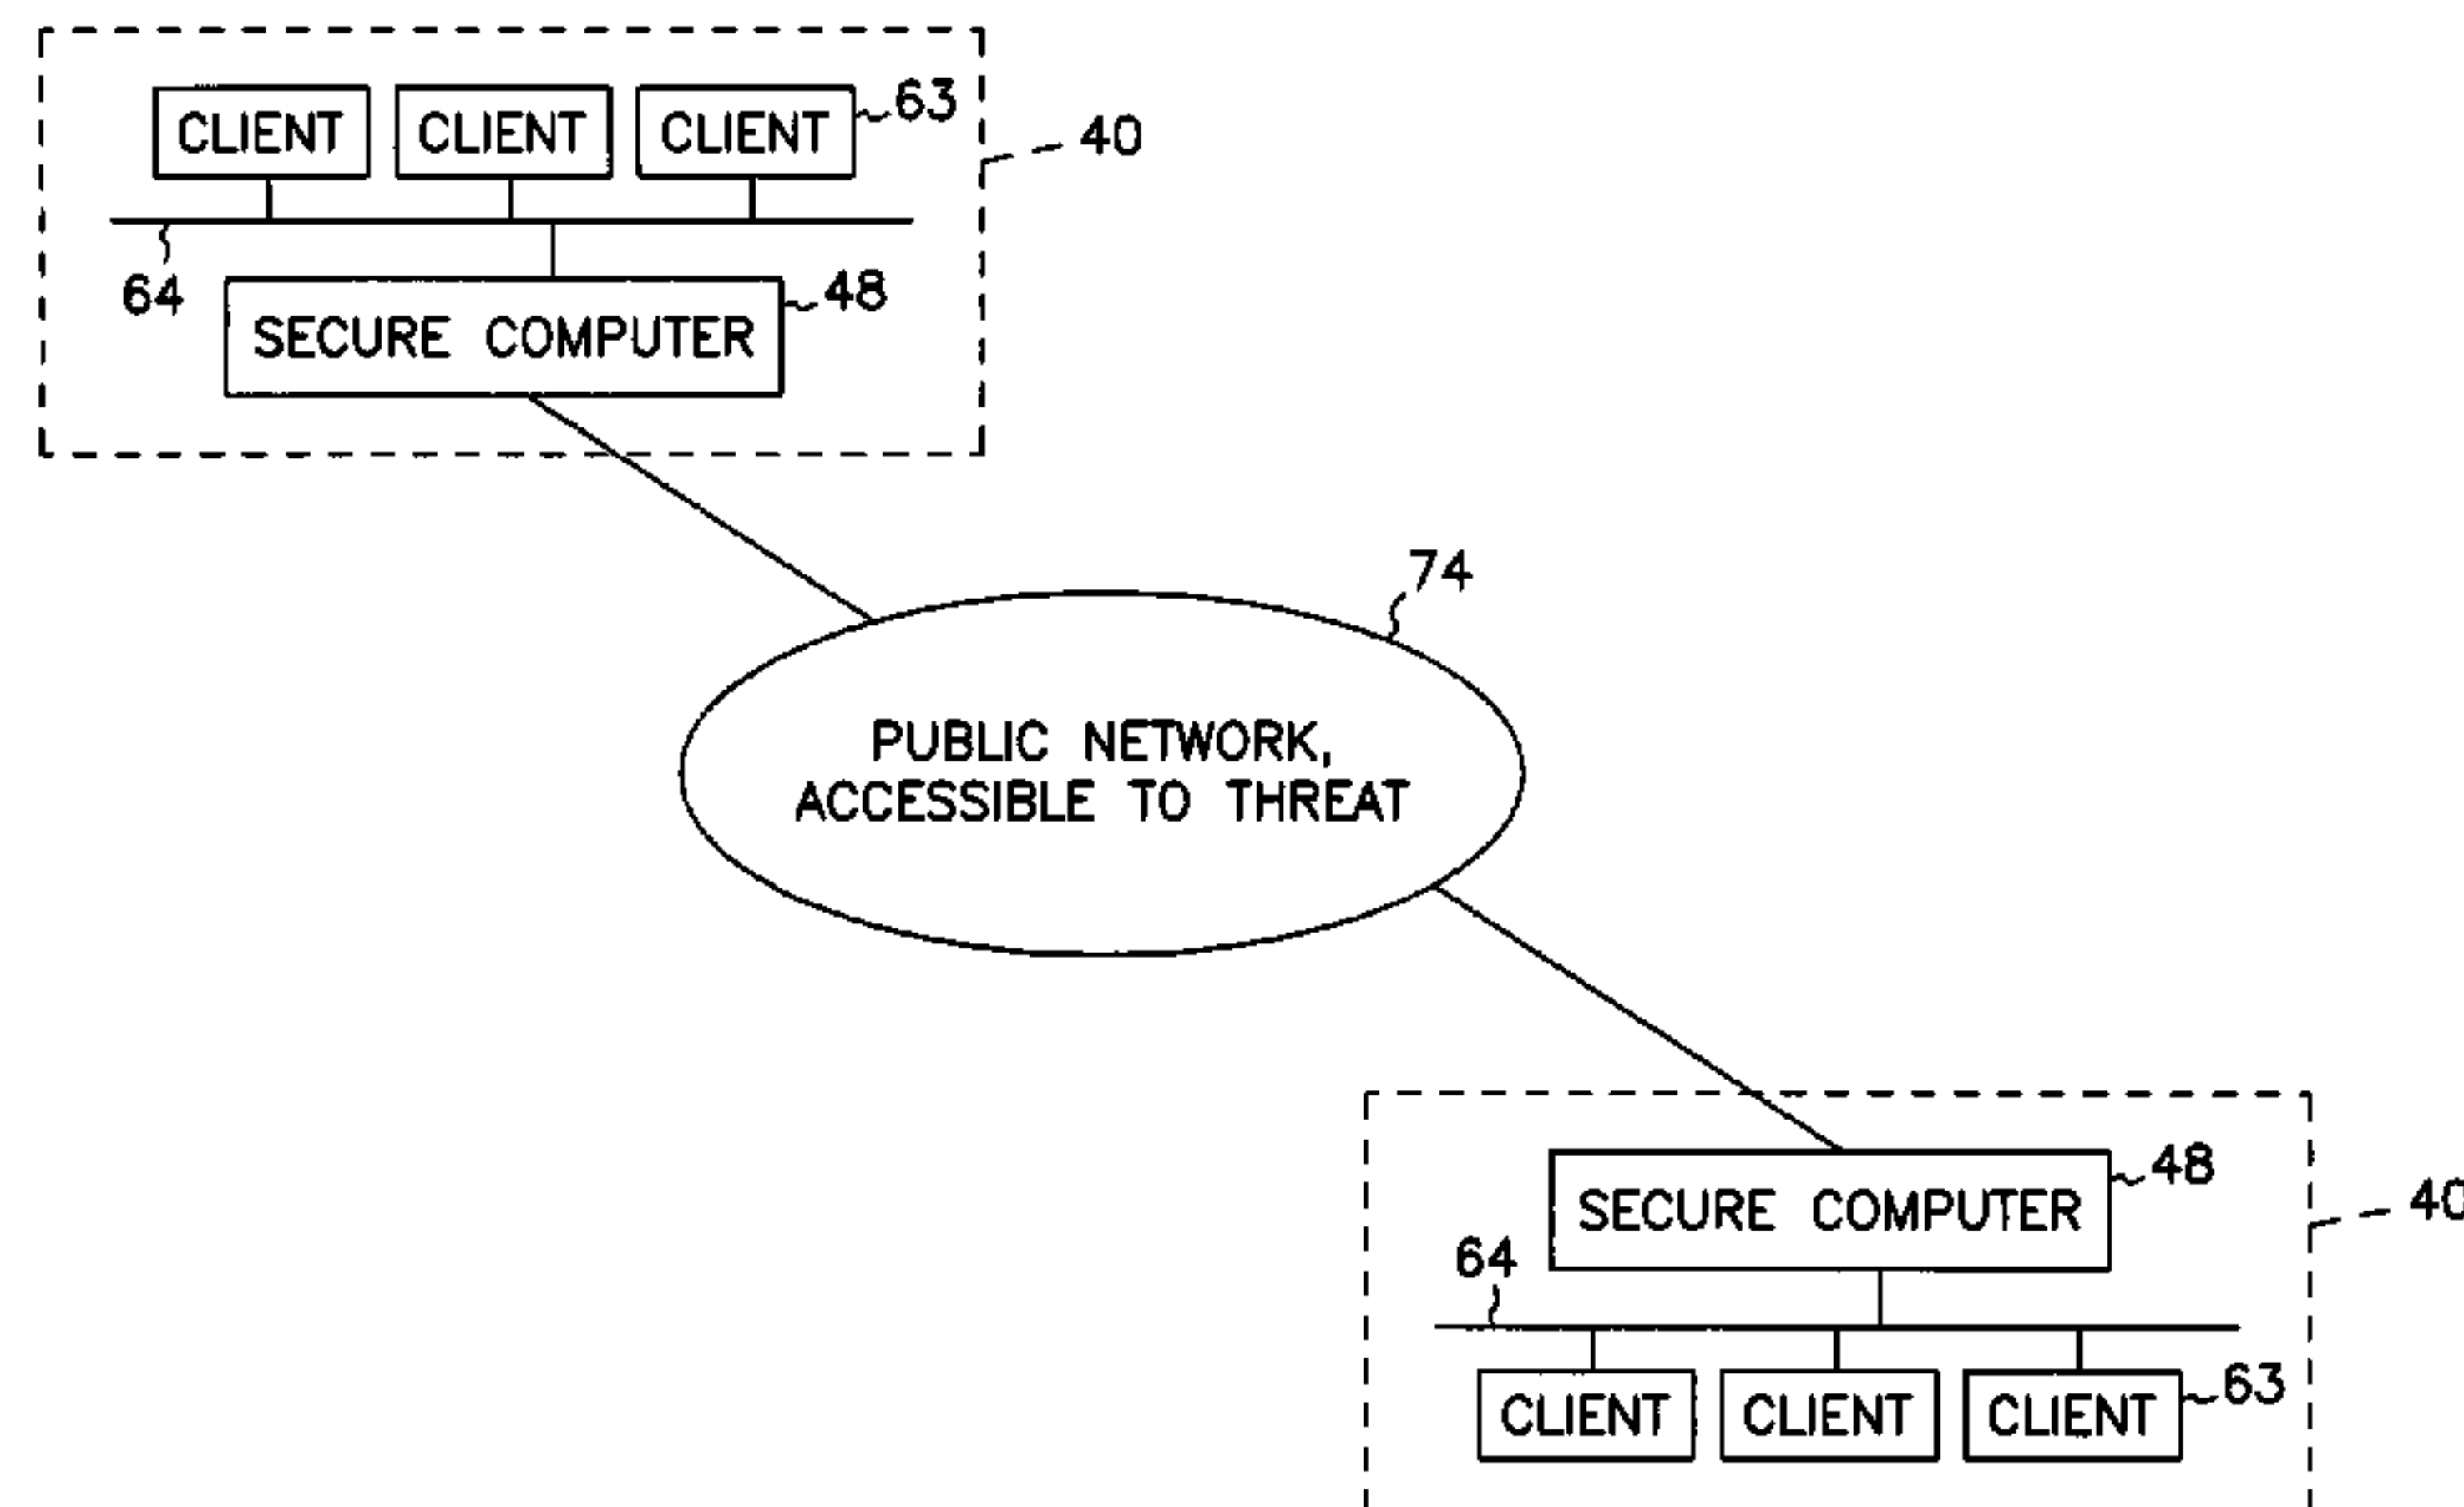 CLIENT CLIENT CLIENT 63
40
64
48
SECURE COMPUTER
74
PUBLIC NETWORK,
ACCESSIBLE TO THREAT
48
SECURE COMPUTER
40
64
CLIENT CLIENT CLIENT 63